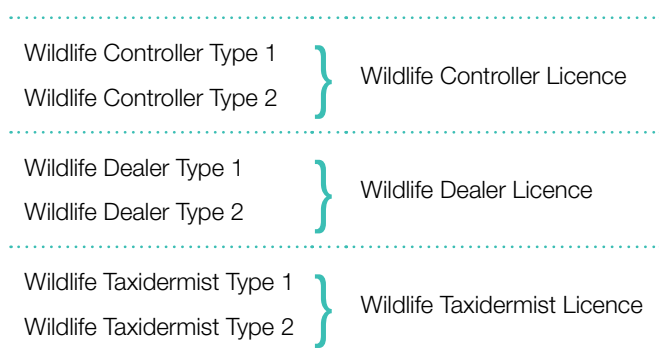 Wildlife Controller Type 1
Wildlife Controller Type 2
Wildlife Controller Licence
Wildlife Dealer Type 1
Wildlife Dealer Type 2
Wildlife Dealer Licence
Wildlife Taxidermist Type 1
Wildlife Taxidermist Type 2
Wildlife Taxidermist Licence